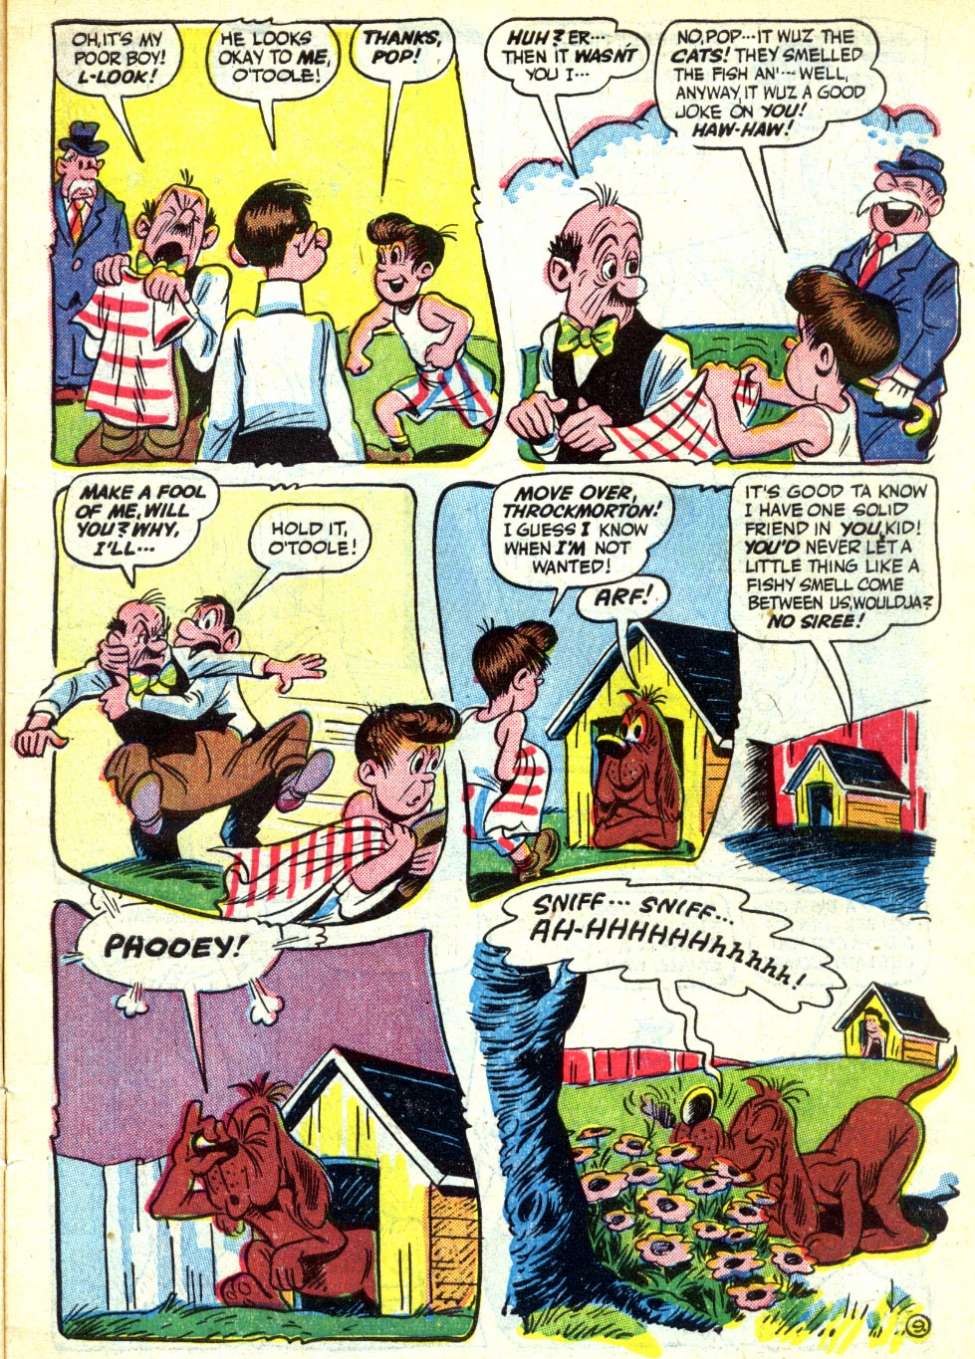 OH, IT'S MY
POOR BOY!
L-LOOK!
HE LOOKS
OKAY TO ME,
O'TOOLE!
THANKS,
POP!
HUH? ER---
THEN IT WASN'T
YOU I---
NO, POP---IT WUZ THE
CATS! THEY SMELLED
THE FISH AN'---WELL,
ANYWAY, IT WUZ A GOOD
JOKE ON YOU!
HAW-HAW!
MAKE A FOOL
OF ME, WILL
YOU? WHY,
I'LL---
HOLD IT,
O'TOOLE!
MOVE OVER,
THROCKMORTON!
I GUESS I KNOW
WHEN I'M NOT
WANTED!
ARF!
IT'S GOOD TA KNOW
I HAVE ONE SOLID
FRIEND IN YOU, KID!
YOU'D NEVER LET A
LITTLE THING LIKE A
FISHY SMELL COME
BETWEEN US, WOULDJA?
NO SIREE!
PHOOEY!
SNIFF--- SNIFF---
AH-HHHHHHhhhhhh!
9